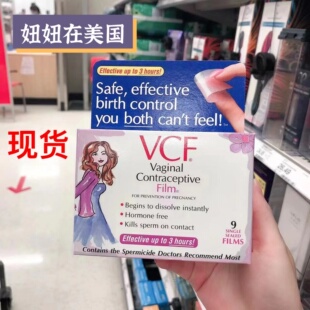 妞妞在美国
现货
Effective up to 3 hours!
Safe, effective
birth control
you both can't feel!
VCF
Vaginal
Contraceptive
Film
FOR PREVENTION OF PREGNANCY
• Begins to dissolve instantly
• Hormone free
• Kills sperm on contact
Effective up to 3 hours!
9
SINGLE
SEALED
FILMS
Contains the Spermicide Doctors Recommend Most